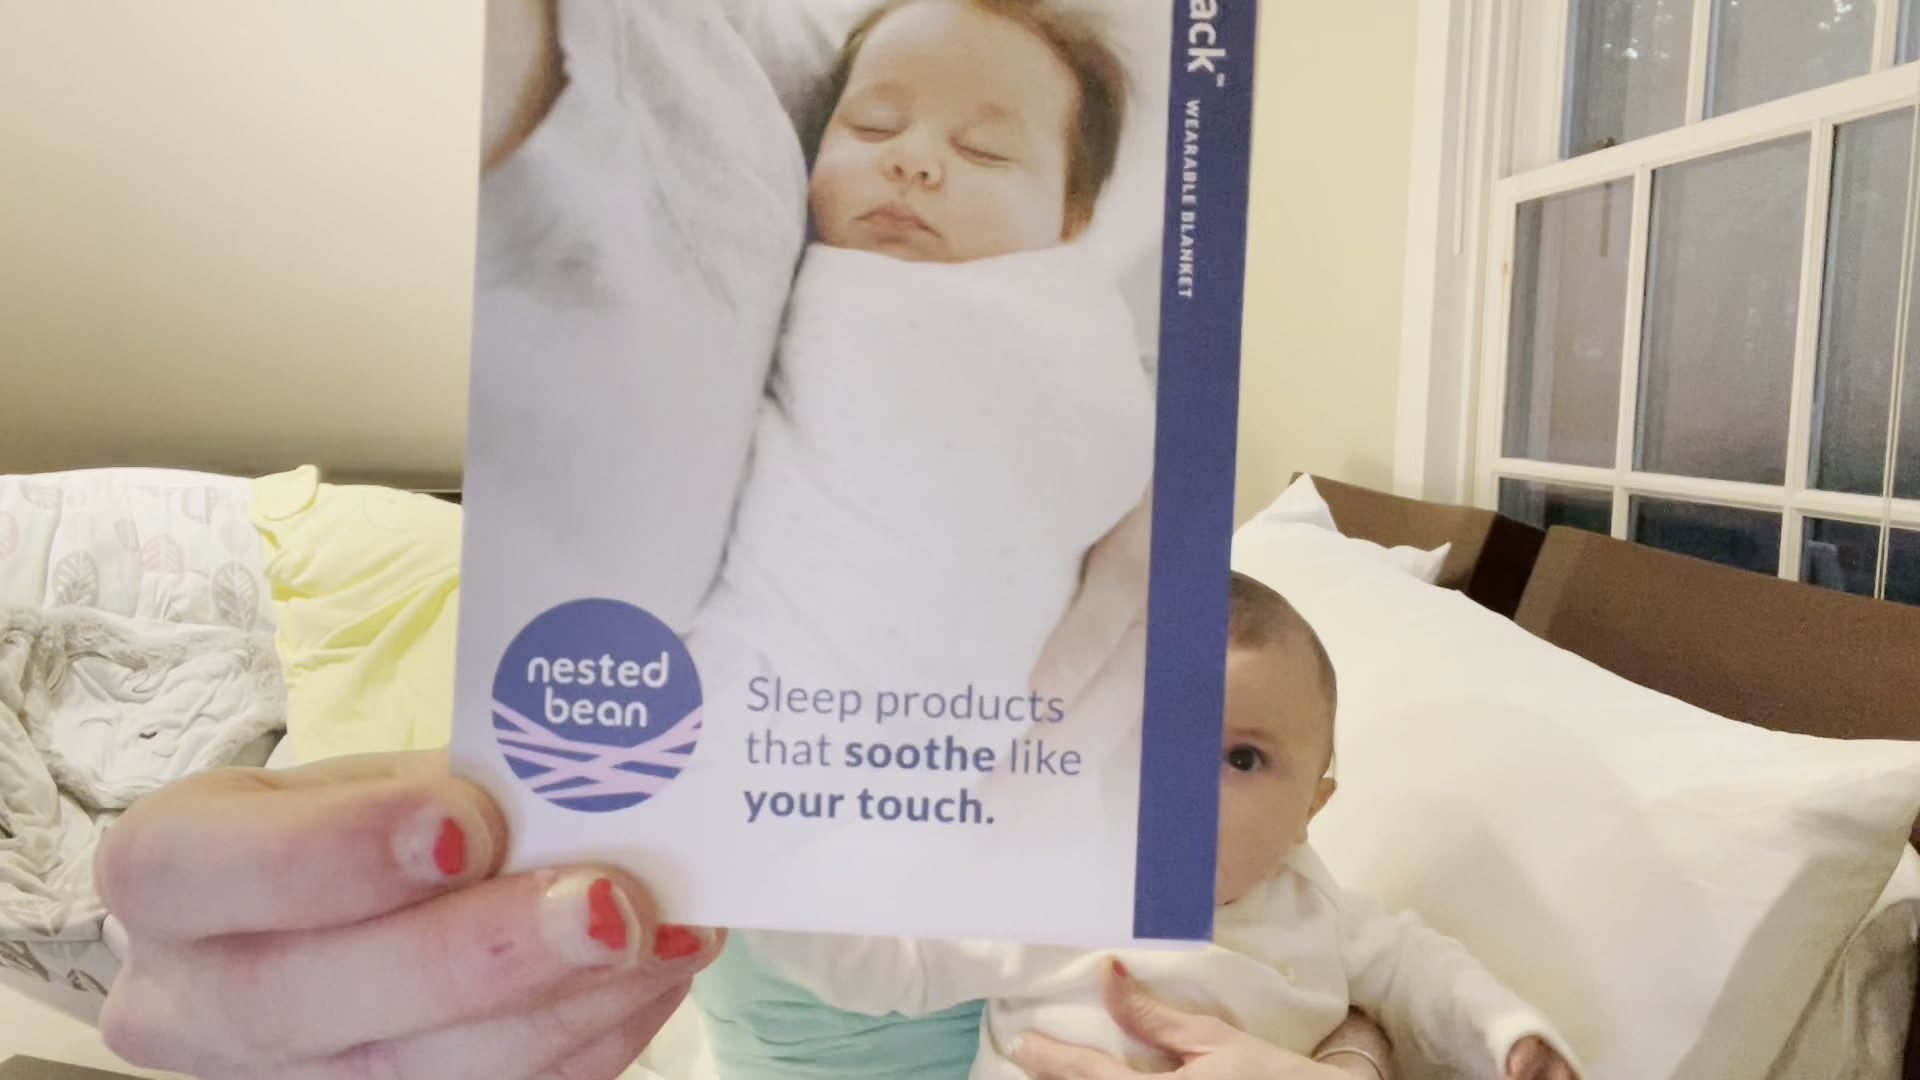 ack™ WEARABLE BLANKET
nested
bean
Sleep products
that soothe like
your touch.